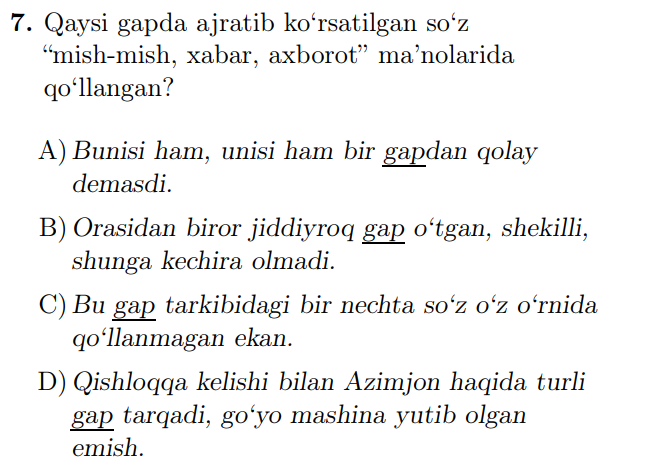 7. Qaysi gapda ajratib ko‘rsatilgan so‘z
“mish-mish, xabar, axborot” ma’nolarida
qo‘llangan?
A) Bunisi ham, unisi ham bir gapdan qolay
demasdi.
B) Orasidan biror jiddiyroq gap o‘tgan, shekilli,
shunga kechira olmadi.
C) Bu gap tarkibidagi bir nechta so‘z o‘z o‘rnida
qo‘llanmagan ekan.
D) Qishloqqa kelishi bilan Azimjon haqida turli
gap tarqadi, go‘yo mashina yutib olgan
emish.